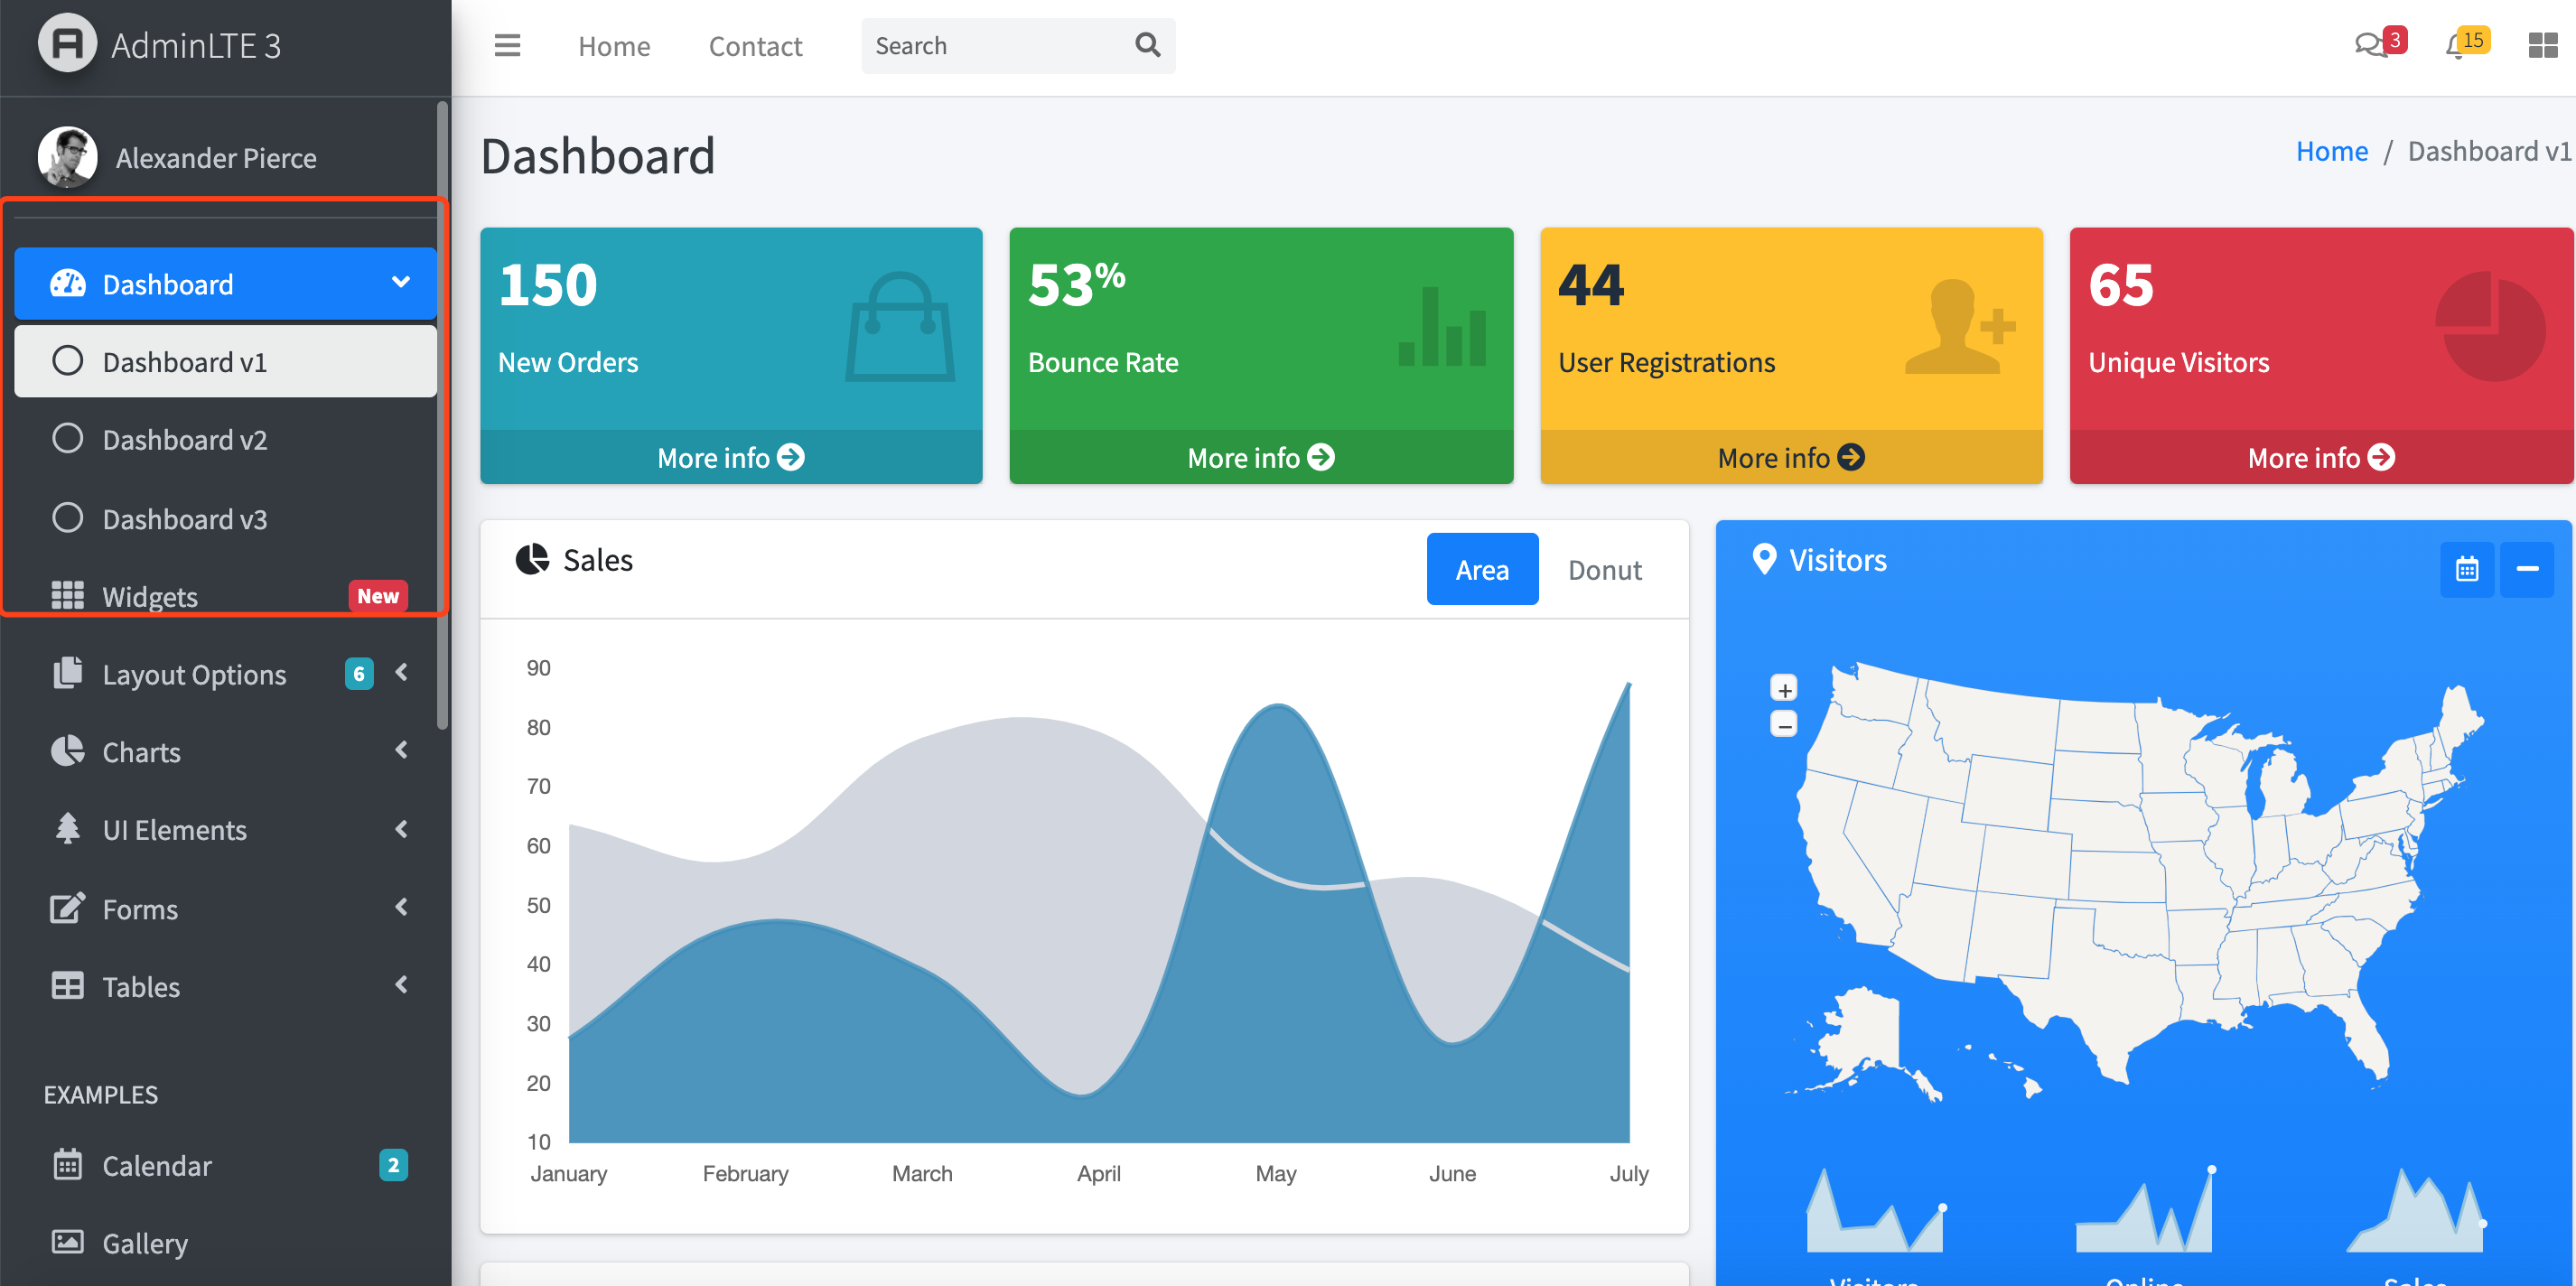 AdminLTE 3
Home
Contact
Search
3
15
Alexander Pierce
Dashboard
Dashboard v1
Dashboard v2
Dashboard v3
Widgets New
Layout Options 6
Charts
UI Elements
Forms
Tables
EXAMPLES
Calendar 2
Gallery
Dashboard
Home / Dashboard v1
150
New Orders
More info
53%
Bounce Rate
More info
44
User Registrations
More info
65
Unique Visitors
More info
Sales
Area
Donut
90
80
70
60
50
40
30
20
10
January February March April May June July
Visitors
+
−
Visitors Online Sales